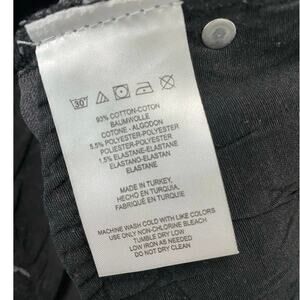 30
93% COTTON-COTON
BAUMWOLLE
COTONE - ALGODON
5.5% POLYESTER-POLYESTER
POLIESTER-POLYESTER
1.5% ELASTANE-ELASTAN
ELASTANO-ELASTAN
ELASTANE
MADE IN TURKEY,
HECHO EN TURQUIA,
FABRIQUÉ EN TURQUIE
MACHINE WASH COLD WITH LIKE COLORS
USE ONLY NON-CHLORINE BLEACH
TUMBLE DRY LOW
LOW IRON AS NEEDED
DO NOT DRY CLEAN